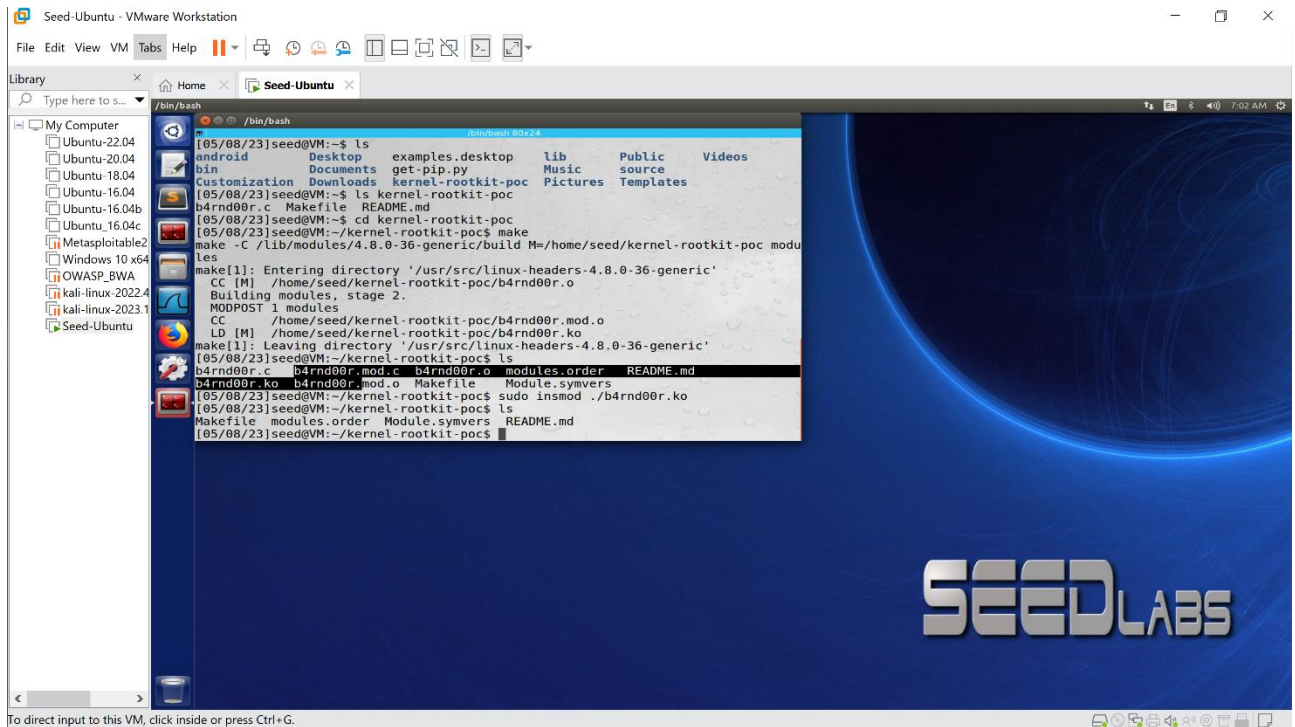 Seed-Ubuntu - VMware Workstation
File Edit View VM Tabs Help
Library
Type here to s...
Home
Seed-Ubuntu
My Computer
Ubuntu-22.04
Ubuntu-20.04
Ubuntu-18.04
Ubuntu-16.04
Ubuntu-16.04b
Ubuntu_16.04c
Metasploitable2
Windows 10 x64
OWASP_BWA
kali-linux-2022.4
kali-linux-2023.1
Seed-Ubuntu
/bin/bash
En
7:02 AM
/bin/bash
/bin/bash 80x24
[05/08/23]seed@VM:~$ ls
android Desktop examples.desktop lib Public Videos
bin Documents get-pip.py Music source
Customization Downloads kernel-rootkit-poc Pictures Templates
[05/08/23]seed@VM:~$ ls kernel-rootkit-poc
b4rnd00r.c Makefile README.md
[05/08/23]seed@VM:~$ cd kernel-rootkit-poc
[05/08/23]seed@VM:~/kernel-rootkit-poc$ make
make -C /lib/modules/4.8.0-36-generic/build M=/home/seed/kernel-rootkit-poc modu
les
make[1]: Entering directory '/usr/src/linux-headers-4.8.0-36-generic'
CC [M] /home/seed/kernel-rootkit-poc/b4rnd00r.o
Building modules, stage 2.
MODPOST 1 modules
CC /home/seed/kernel-rootkit-poc/b4rnd00r.mod.o
LD [M] /home/seed/kernel-rootkit-poc/b4rnd00r.ko
make[1]: Leaving directory '/usr/src/linux-headers-4.8.0-36-generic'
[05/08/23]seed@VM:~/kernel-rootkit-poc$ ls
b4rnd00r.c b4rnd00r.mod.c b4rnd00r.o modules.order README.md
b4rnd00r.ko b4rnd00r.mod.o Makefile Module.symvers
[05/08/23]seed@VM:~/kernel-rootkit-poc$ sudo insmod ./b4rnd00r.ko
[05/08/23]seed@VM:~/kernel-rootkit-poc$ ls
Makefile modules.order Module.symvers README.md
[05/08/23]seed@VM:~/kernel-rootkit-poc$
SEEDLABS
To direct input to this VM, click inside or press Ctrl+G.